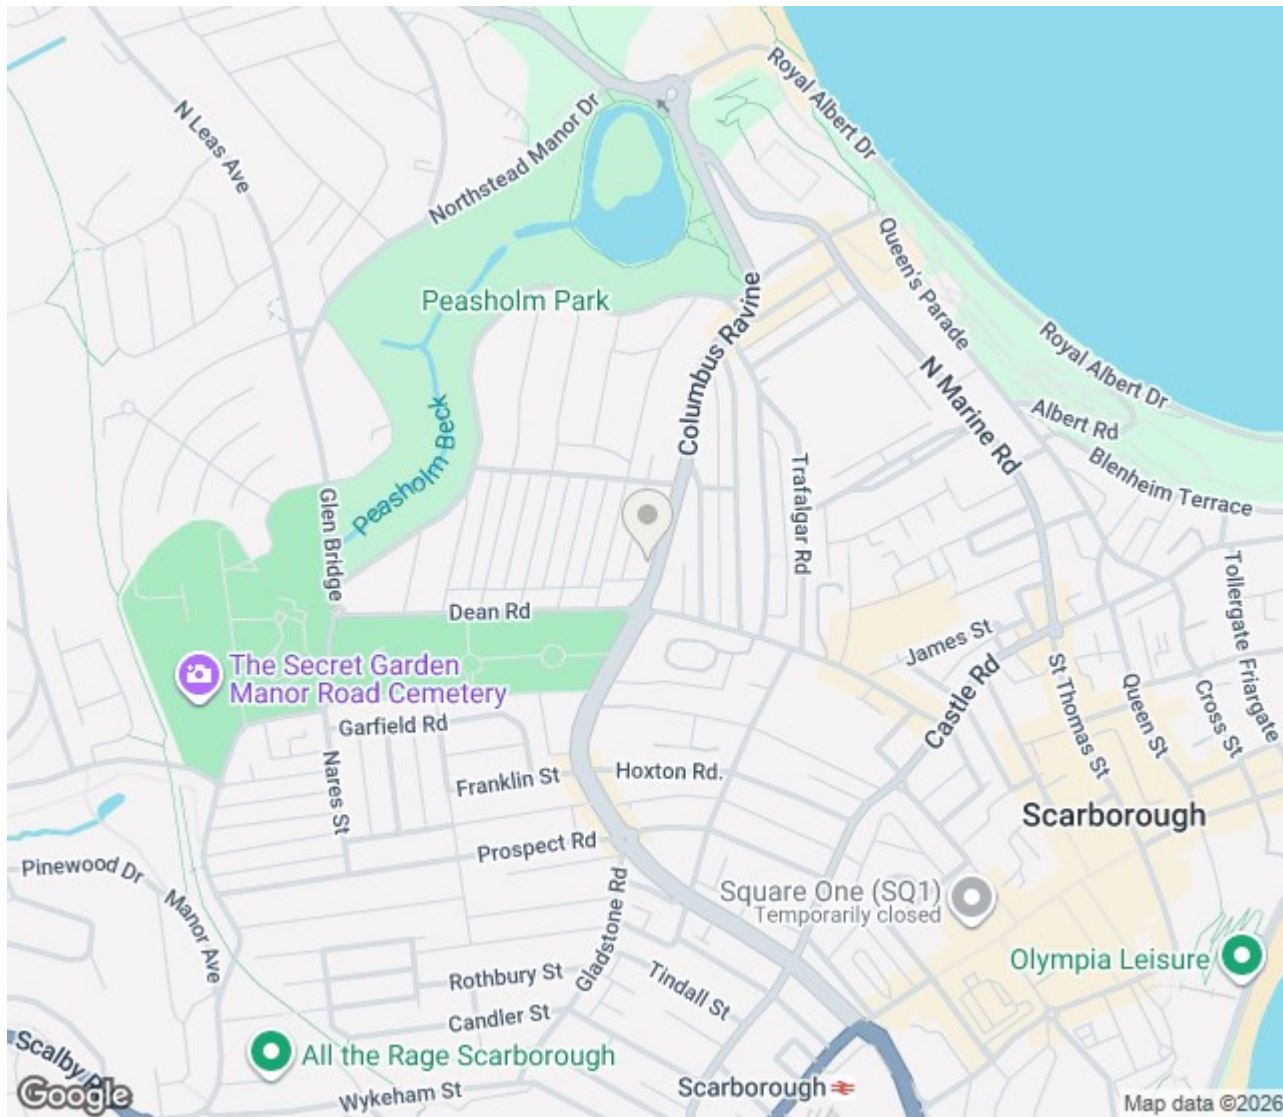 Royal Albert Dr
N Leas Ave
Northstead Manor Dr
Queen's Parade
Peasholm Park
Columbus Ravine
Royal Albert Dr
N Marine Rd
Albert Rd
Blenheim Terrace
Peasholm Beck
Trafalgar Rd
Glen Bridge
Dean Rd
Tollergate
Friargate
James St
The Secret Garden
Manor Road Cemetery
Castle Rd
St Thomas St
Queen St
Cross St
Garfield Rd
Nares St
Franklin St
Hoxton Rd.
Scarborough
Prospect Rd
Pinewood Dr
Manor Ave
Gladstone Rd
Square One (SQ1)
Temporarily closed
Olympia Leisure
Rothbury St
Tindall St
Candler St
Scalby R
All the Rage Scarborough
Scarborough
Wykeham St
Google
Map data ©2026